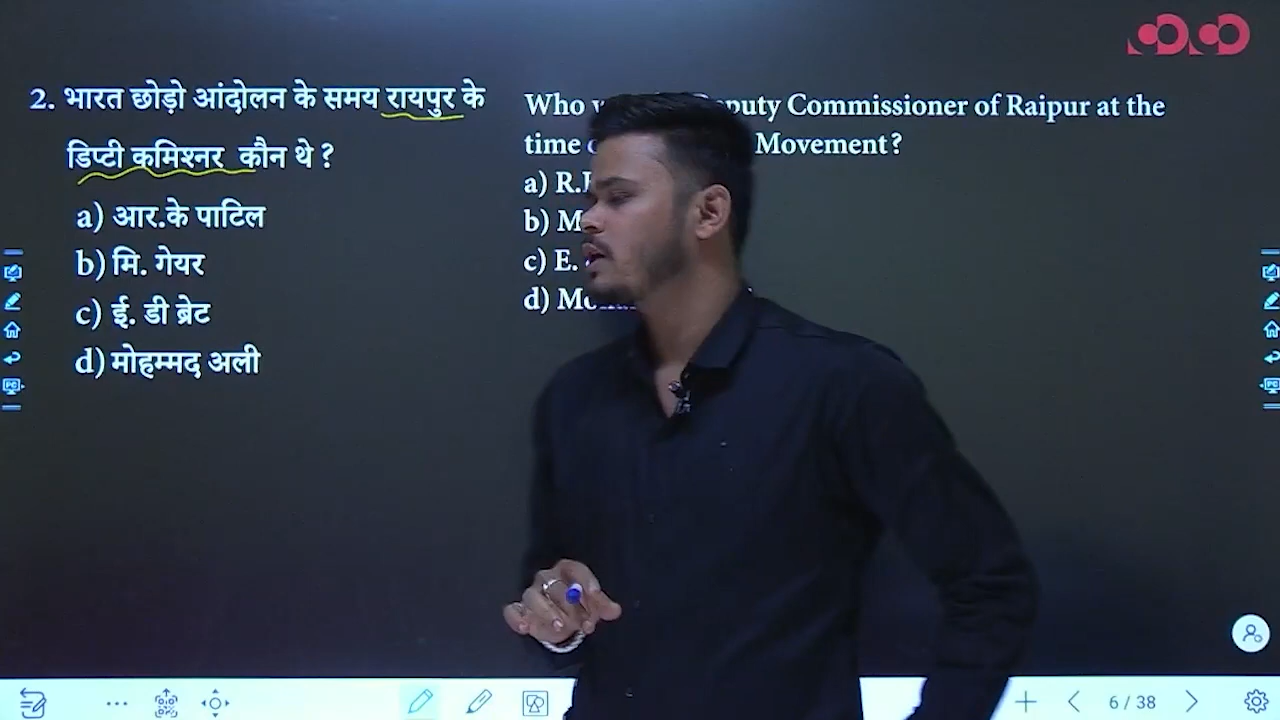 2. भारत छोड़ो आंदोलन के समय रायपुर के
डिप्टी कमिश्नर कौन थे ?
a) आर.के पाटिल
b) मि. गेयर
c) ई. डी ब्रेट
d) मोहम्मद अली
Who Commissioner of Raipur at the
time Movement?
a)
b)
c) E.
d)
6 / 38